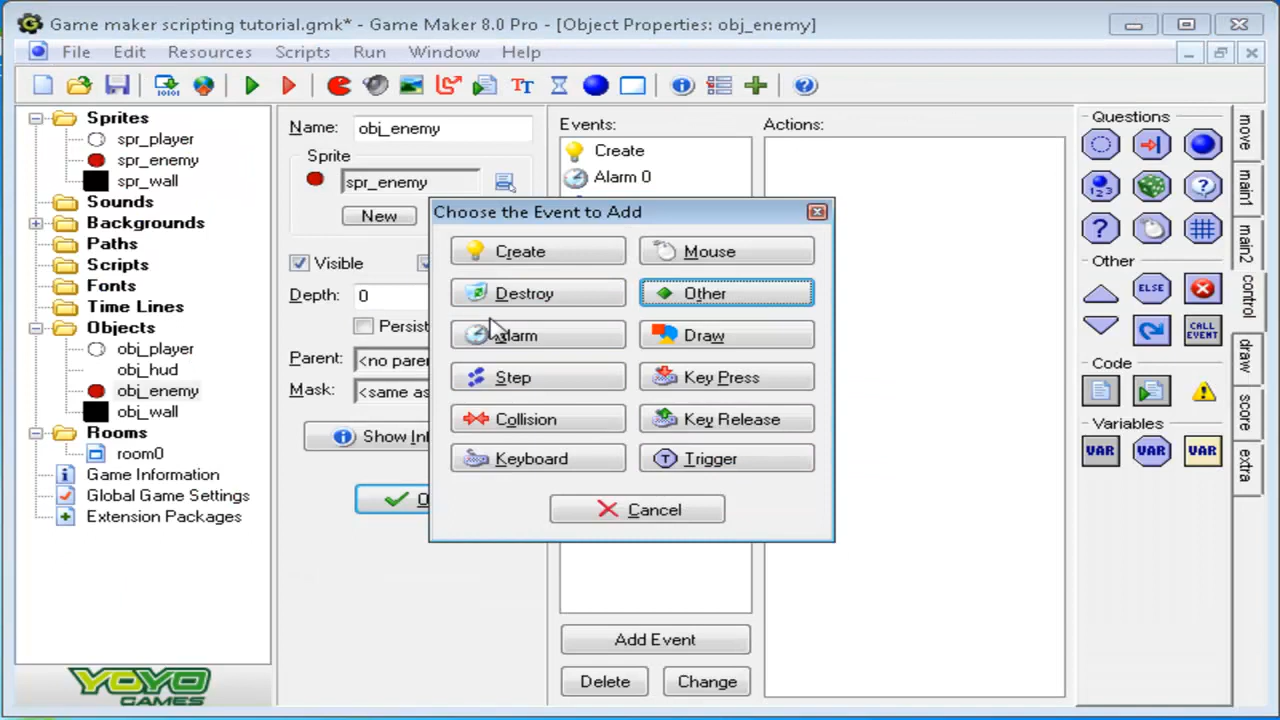 Game maker scripting tutorial.gmk* - Game Maker 8.0 Pro - [Object Properties: obj_enemy]
File Edit Resources Scripts Run Window Help
Sprites
spr_player
spr_enemy
spr_wall
Sounds
Backgrounds
Paths
Scripts
Fonts
Time Lines
Objects
obj_player
obj_hud
obj_enemy
obj_wall
Rooms
room0
Game Information
Global Game Settings
Extension Packages
YOYO
GAMES
Name: obj_enemy
Sprite
spr_enemy
New
Visible
Depth: 0
Persist
Parent: <no pare
Mask: <same as
Show Inf
O
Events:
Create
Alarm 0
Add Event
Delete Change
Choose the Event to Add
Create Mouse
Destroy Other
Alarm Draw
Step Key Press
Collision Key Release
Keyboard Trigger
Cancel
Actions:
Questions
Other
ELSE
CALL EVENT
Code
Variables
VAR VAR VAR
move
main1
main2
control
draw
score
extra